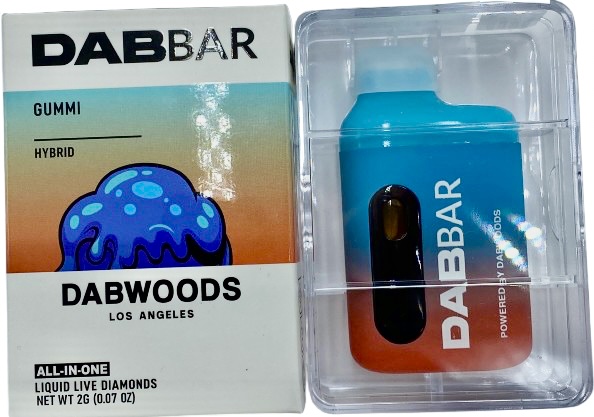 DABBAR
GUMMI
HYBRID
DABWOODS
LOS ANGELES
ALL-IN-ONE
LIQUID LIVE DIAMONDS
NET WT 2G (0.07 OZ)
DABBAR
POWERED BY DABWOODS